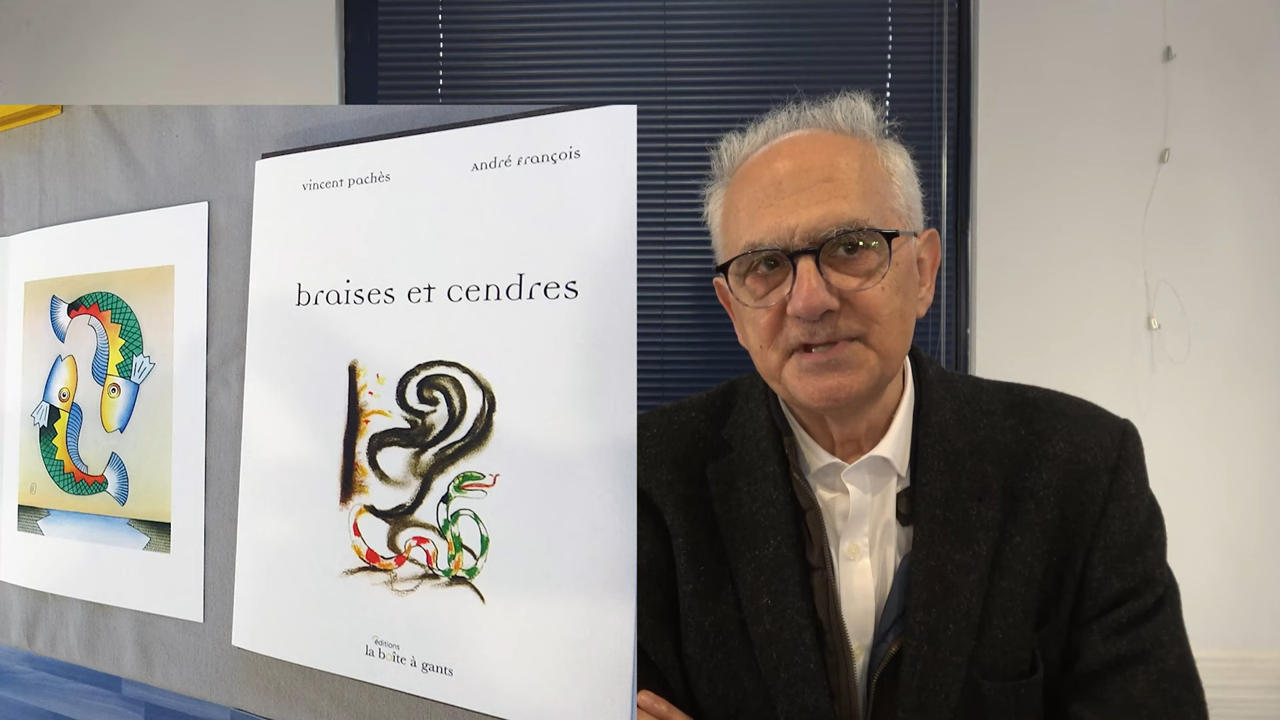 vincent pachès
André françois
braises et cendres
éditions
la boîte à gants